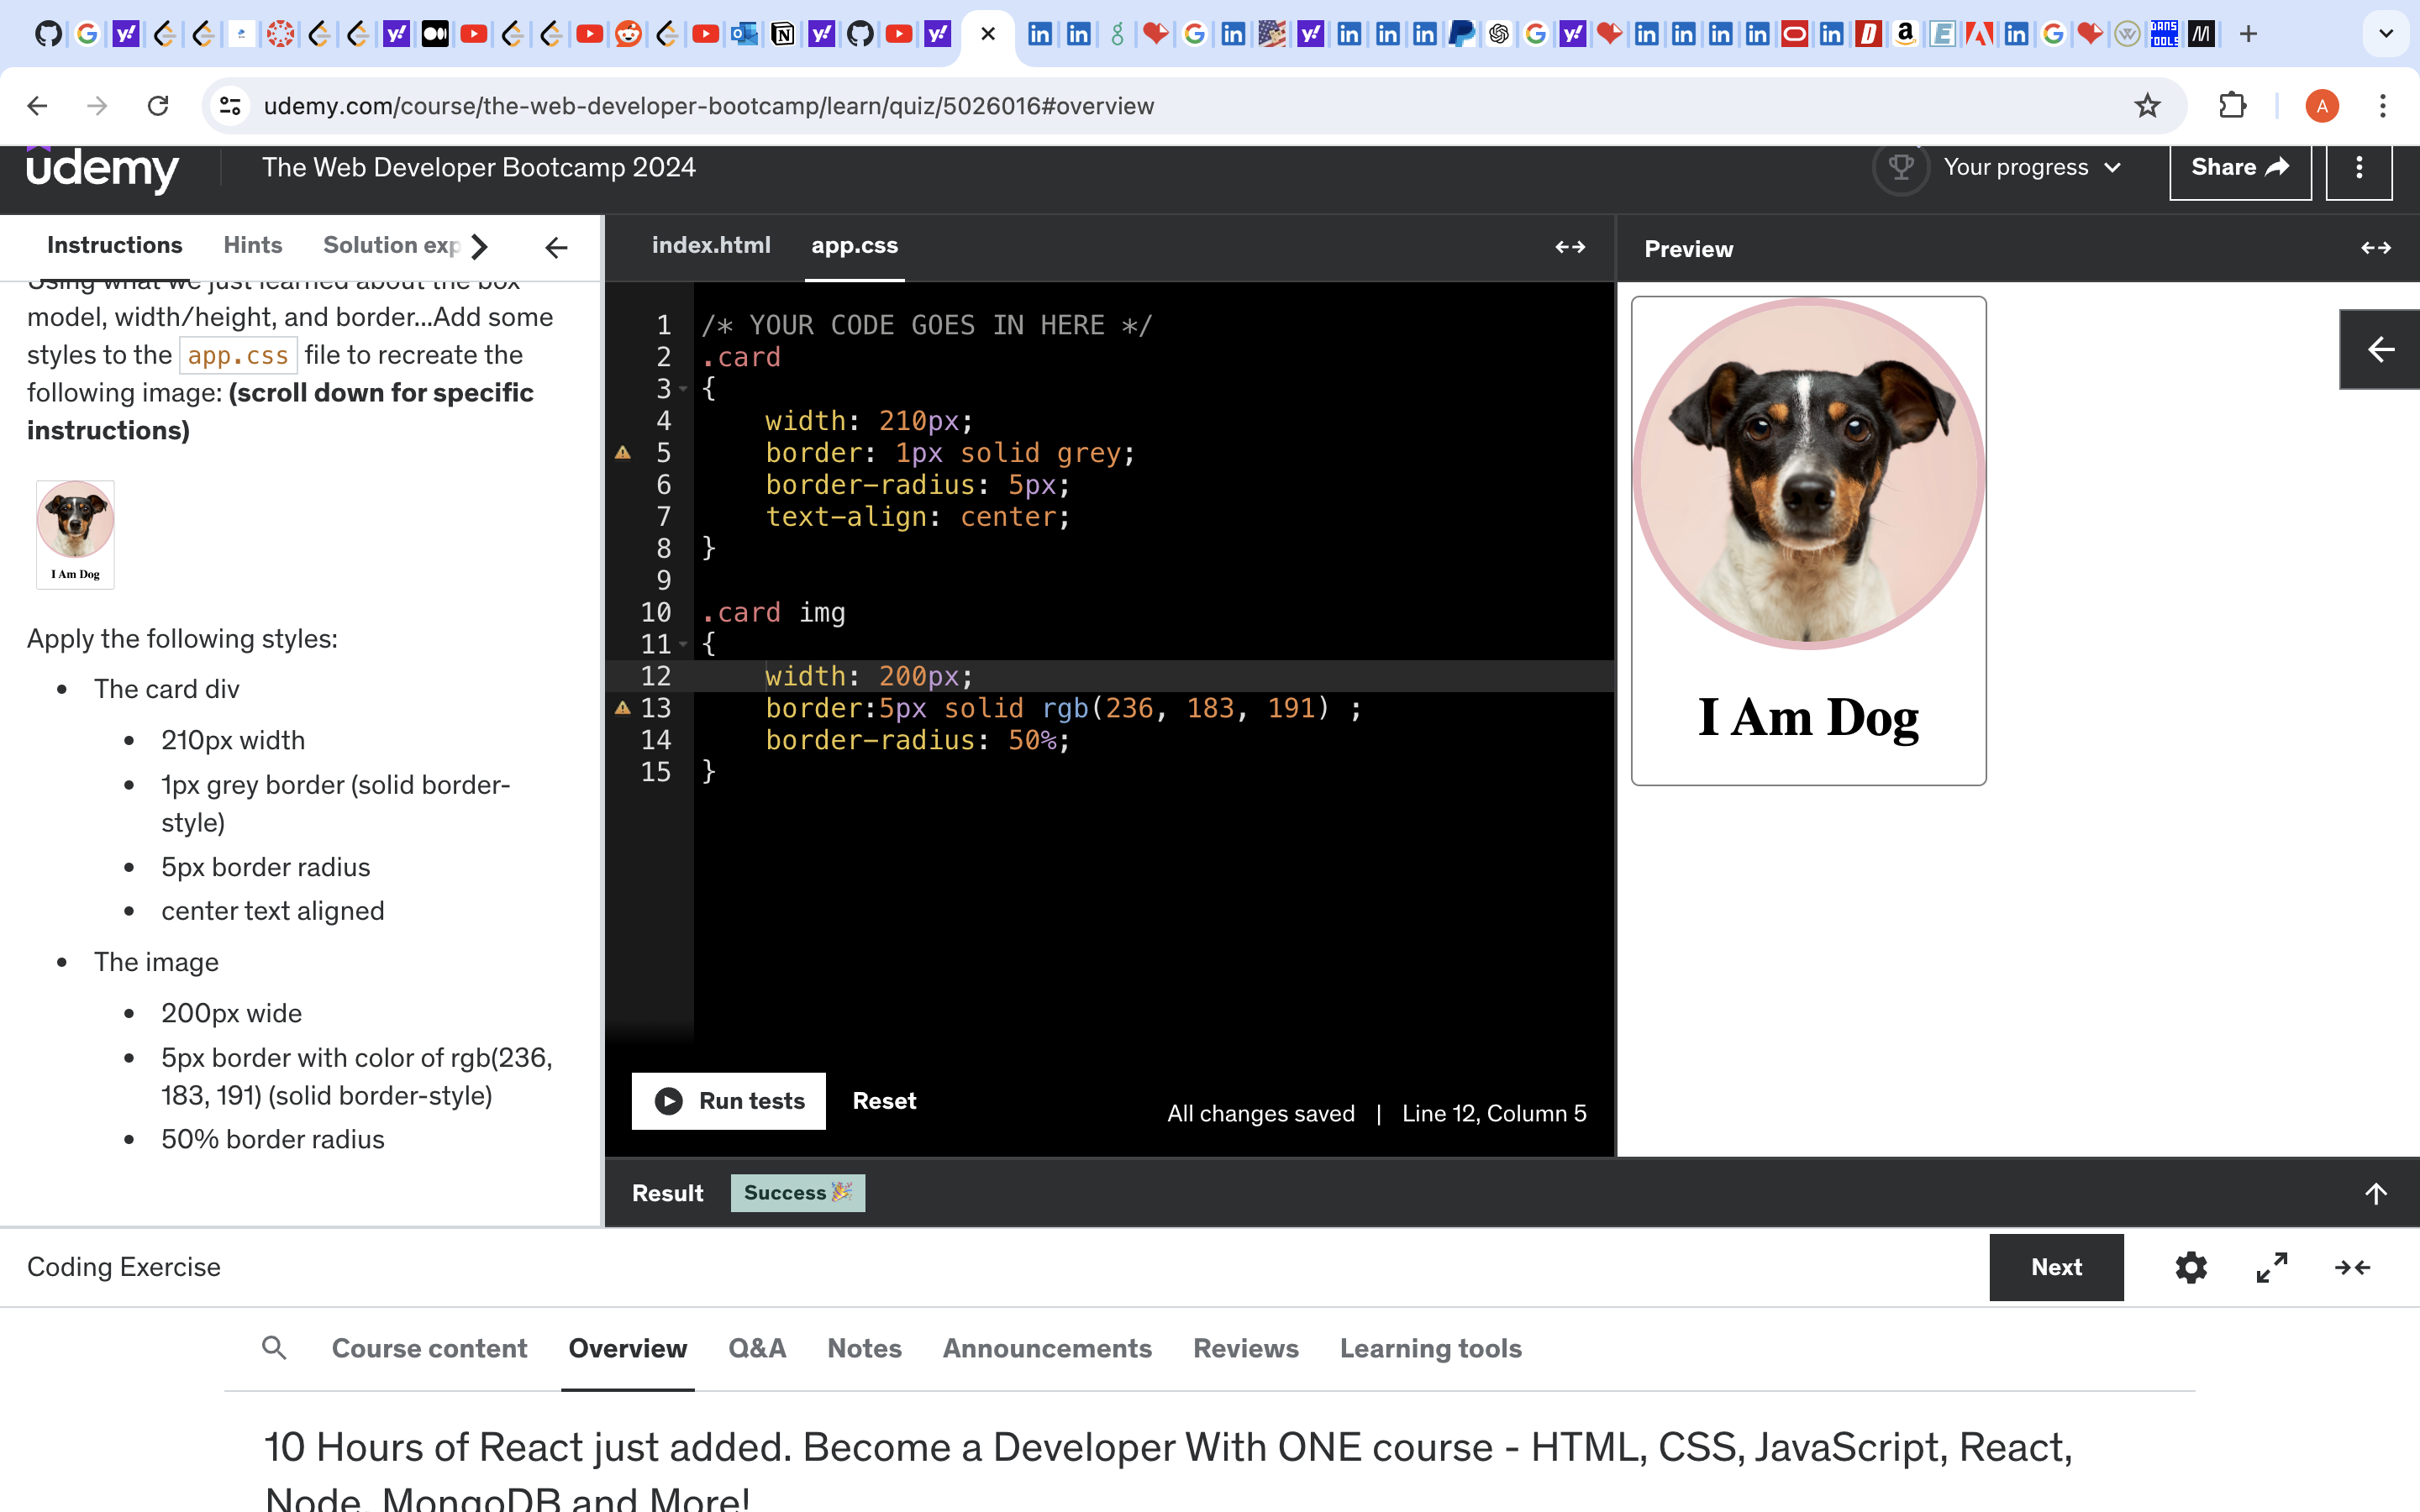 udemy.com/course/the-web-developer-bootcamp/learn/quiz/5026016#overview
A
udemy
The Web Developer Bootcamp 2024
Your progress
Share
Instructions
Hints
Solution exp
Using what we just learned about the box
model, width/height, and border...Add some
styles to the app.css file to recreate the
following image: (scroll down for specific
instructions)
I Am Dog
Apply the following styles:
• The card div
• 210px width
• 1px grey border (solid border-
style)
• 5px border radius
• center text aligned
• The image
• 200px wide
• 5px border with color of rgb(236,
183, 191) (solid border-style)
• 50% border radius
index.html
app.css
1 /* YOUR CODE GOES IN HERE */
2 .card
3 {
4 width: 210px;
5 border: 1px solid grey;
6 border-radius: 5px;
7 text-align: center;
8 }
9
10 .card img
11 {
12 width: 200px;
13 border:5px solid rgb(236, 183, 191) ;
14 border-radius: 50%;
15 }
Run tests
Reset
All changes saved | Line 12, Column 5
Result
Success
Preview
I Am Dog
Coding Exercise
Next
Course content
Overview
Q&A
Notes
Announcements
Reviews
Learning tools
10 Hours of React just added. Become a Developer With ONE course - HTML, CSS, JavaScript, React,
Node, MongoDB and More!